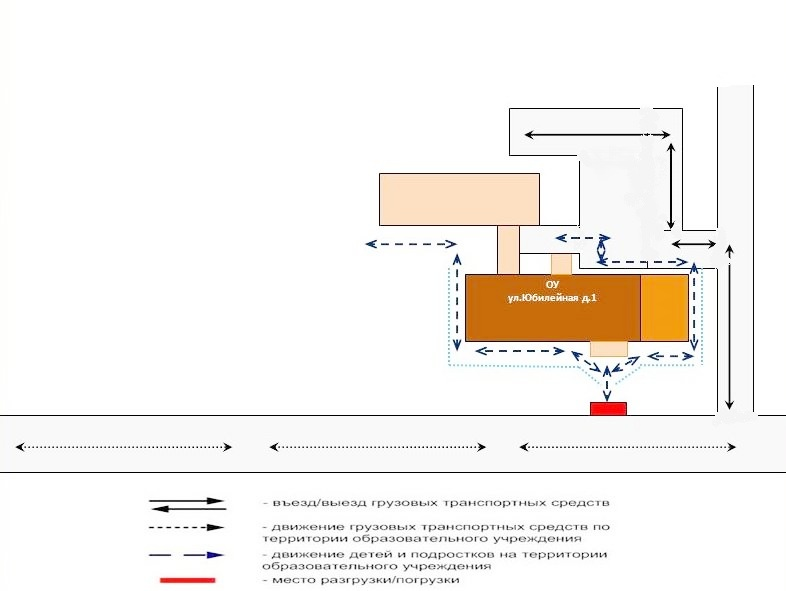 ОУ
ул.Юбилейная д.1
- въезд/выезд грузовых транспортных средств
- движение грузовых транспортных средств по
территории образовательного учреждения
- движение детей и подростков на территории
образовательного учреждения
- место разгрузки/погрузки